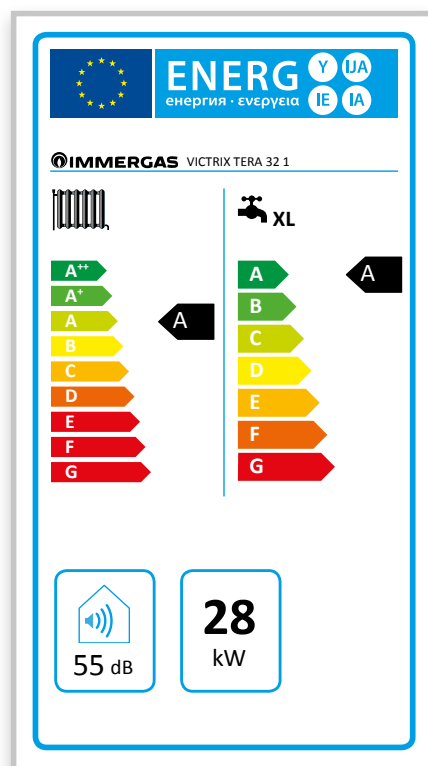 ENERG Y IJA
енергия · ενεργεια IE IA
IMMERGAS VICTRIX TERA 32 1
XL
A++
A+
A
B
C
D
E
F
G
A
A
B
C
D
E
F
G
A
55 dB
28
kW